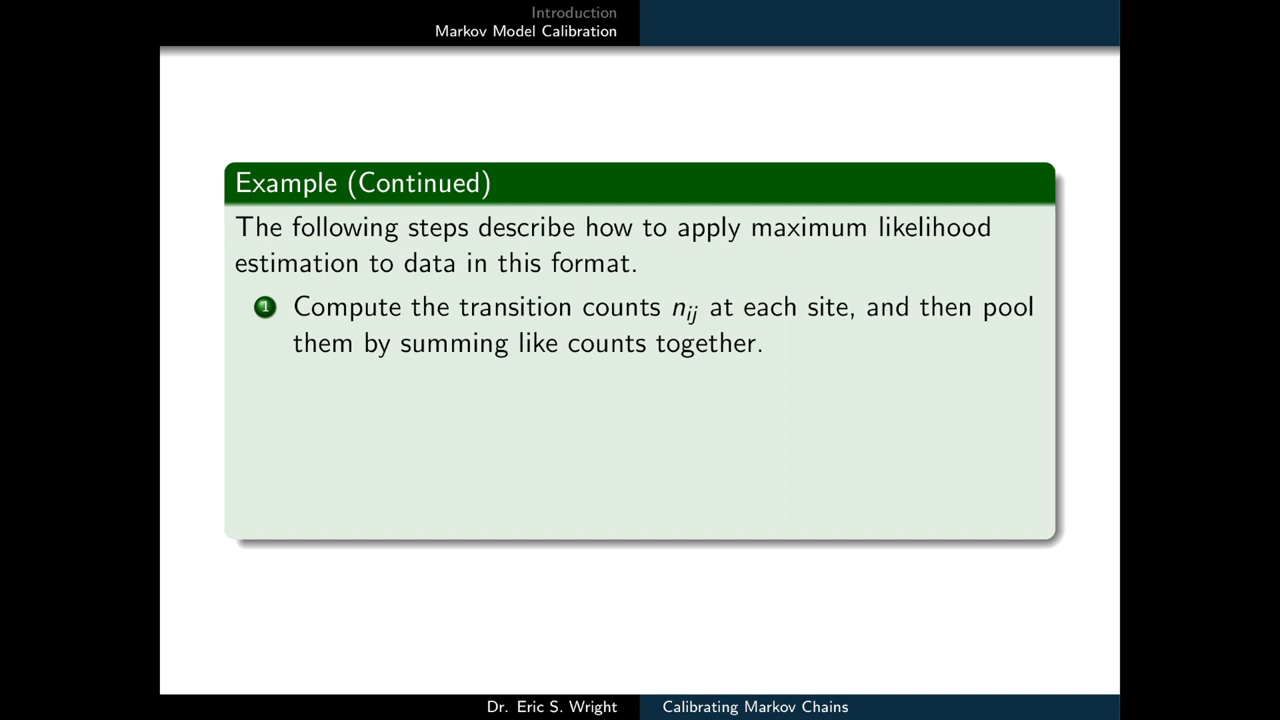 Introduction
Markov Model Calibration
Example (Continued)
The following steps describe how to apply maximum likelihood
estimation to data in this format.
1 Compute the transition counts nij at each site, and then pool
them by summing like counts together.
Dr. Eric S. Wright
Calibrating Markov Chains